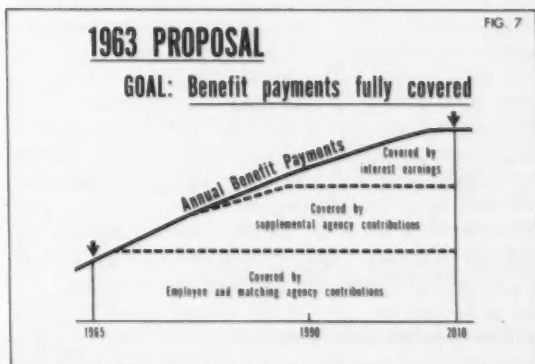 FIG. 7
1963 PROPOSAL
GOAL: Benefit payments fully covered
Annual Benefit Payments
Covered by
interest earnings
Covered by
supplemental agency contributions
Covered by
Employee and matching agency contributions
1965 1990 2010